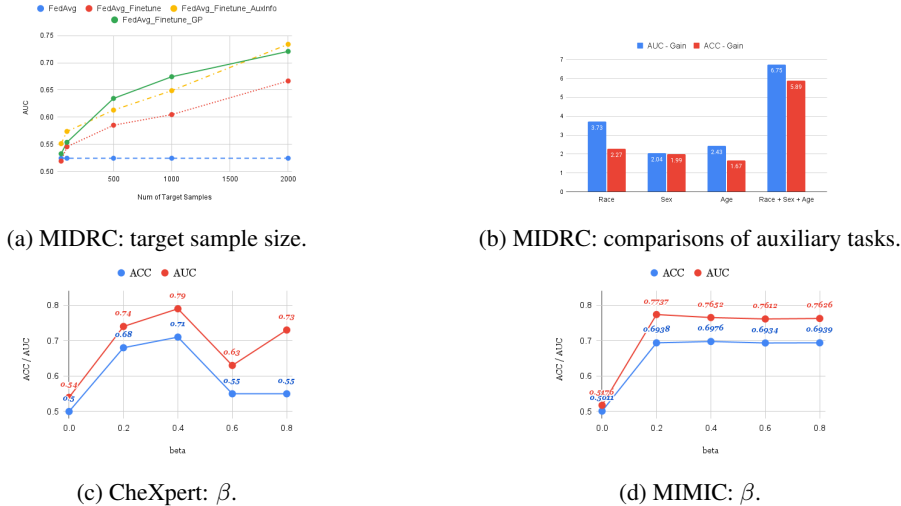 FedAvg FedAvg_Finetune FedAvg_Finetune_AuxInfo
FedAvg_Finetune_GP
0.75
0.70
0.65
0.60
0.55
0.50
AUC
500 1000 1500 2000
Num of Target Samples
(a) MIDRC: target sample size.
AUC - Gain ACC - Gain
7
6
5
4
3
2
1
0
3.73 2.27 2.04 1.99 2.43 1.67 6.73 5.89
Race Sex Age Race + Sex + Age
(b) MIDRC: comparisons of auxiliary tasks.
ACC AUC
ACC / AUC
0.8
0.7
0.6
0.5
0.54 0.74 0.79 0.63 0.73
0.5 0.68 0.71 0.55 0.55
0.0 0.2 0.4 0.6 0.8
beta
(c) CheXpert: β.
ACC AUC
ACC / AUC
0.8
0.7
0.6
0.5
0.7737 0.7652 0.7612 0.7626
0.6938 0.6976 0.6934 0.6939
0.0 0.2 0.4 0.6 0.8
beta
(d) MIMIC: β.